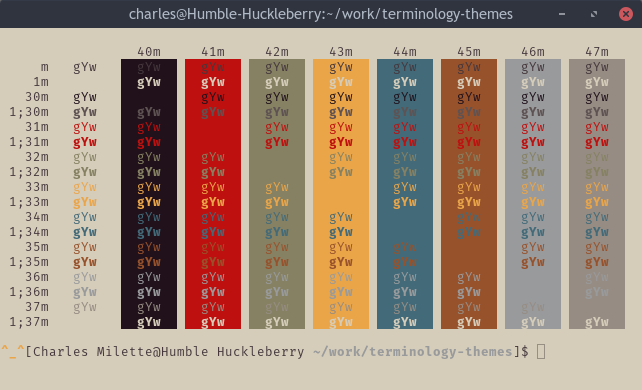 charles@Humble-Huckleberry:~/work/terminology-themes
40m 41m 42m 43m 44m 45m 46m 47m
m gYw gYw gYw gYw gYw gYw gYw gYw gYw
1m gYw gYw gYw gYw gYw gYw gYw gYw
30m gYw gYw gYw gYw gYw gYw gYw gYw
1;30m gYw gYw gYw gYw gYw gYw gYw gYw gYw
31m gYw gYw gYw gYw gYw gYw gYw gYw
1;31m gYw gYw gYw gYw gYw gYw gYw gYw
32m gYw gYw gYw gYw gYw gYw gYw gYw
1;32m gYw gYw gYw gYw gYw gYw gYw gYw
33m gYw gYw gYw gYw gYw gYw gYw gYw
1;33m gYw gYw gYw gYw gYw gYw gYw gYw
34m gYw gYw gYw gYw gYw gYw gYw gYw
1;34m gYw gYw gYw gYw gYw gYw gYw gYw
35m gYw gYw gYw gYw gYw gYw gYw gYw
1;35m gYw gYw gYw gYw gYw gYw gYw gYw
36m gYw gYw gYw gYw gYw gYw gYw gYw
1;36m gYw gYw gYw gYw gYw gYw gYw gYw
37m gYw gYw gYw gYw gYw gYw gYw gYw
1;37m gYw gYw gYw gYw gYw gYw gYw gYw
^_^[Charles Milette@Humble Huckleberry ~/work/terminology-themes]$